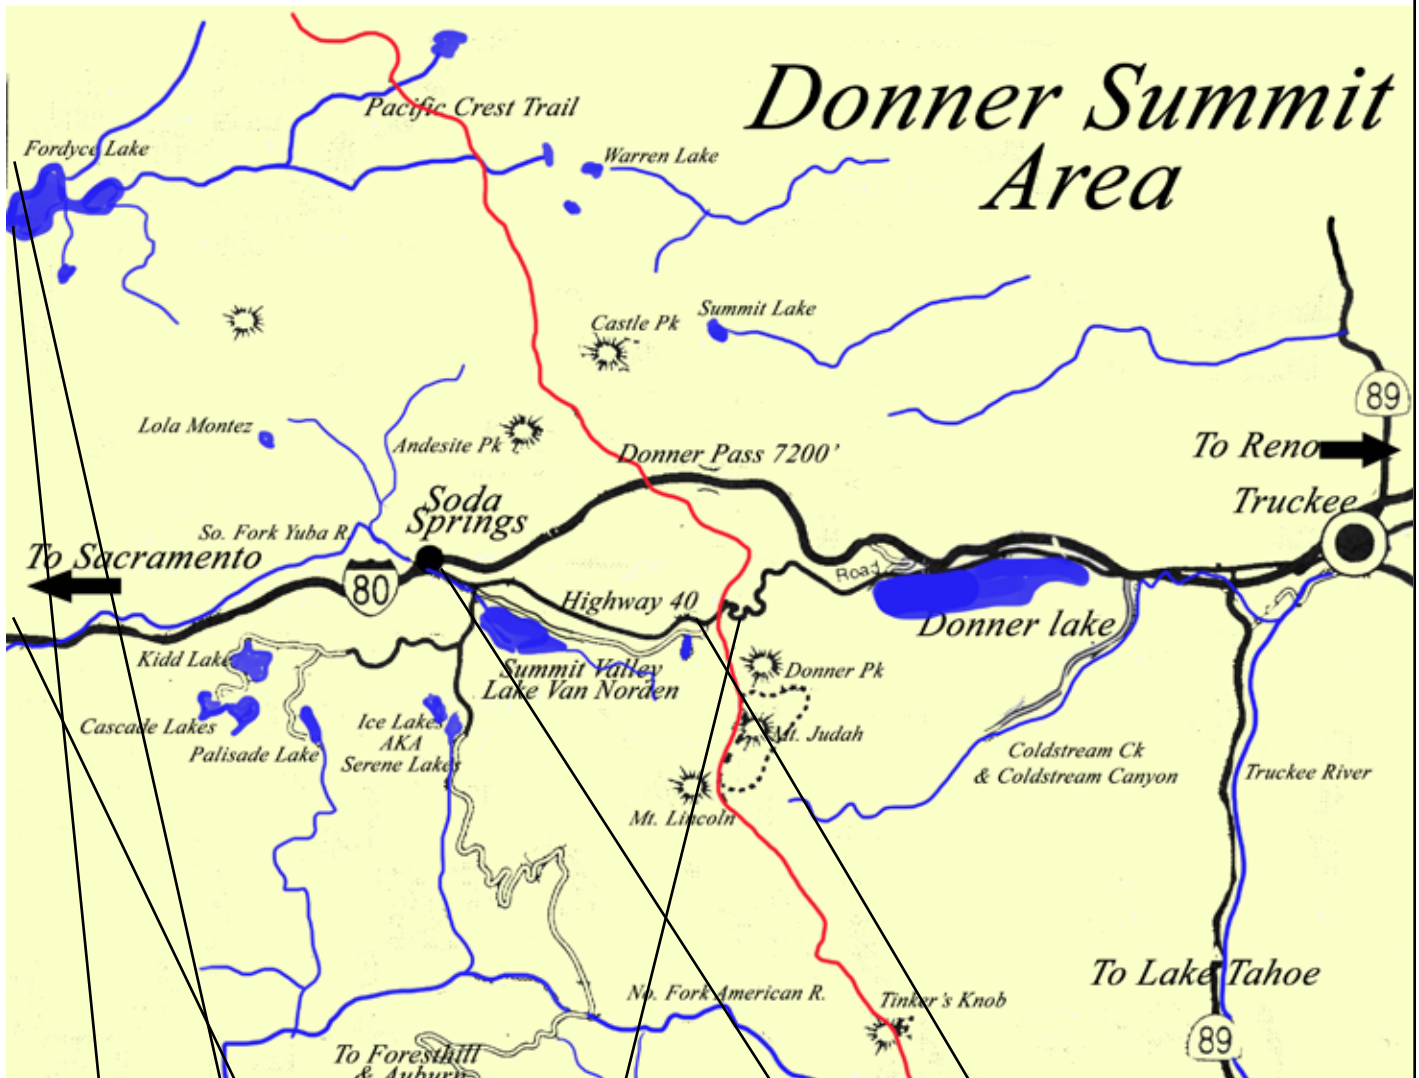 Donner Summit
Area
Pacific Crest Trail
Fordyce Lake
Warren Lake
Summit Lake
Castle Pk
89
Lola Montez
Andesite Pk
Donner Pass 7200'
To Reno
Truckee
Soda
Springs
So. Fork Yuba R.
To Sacramento
80
Road
Highway 40
Donner lake
Kidd Lake
Summit Valley
Lake Van Norden
Donner Pk
Cascade Lakes
Ice Lakes
AKA
Serene Lakes
Palisade Lake
Mt. Judah
Coldstream Ck
& Coldstream Canyon
Truckee River
Mt. Lincoln
To Lake Tahoe
No. Fork American R.
Tinker's Knob
89
To Foresthill
& Auburn